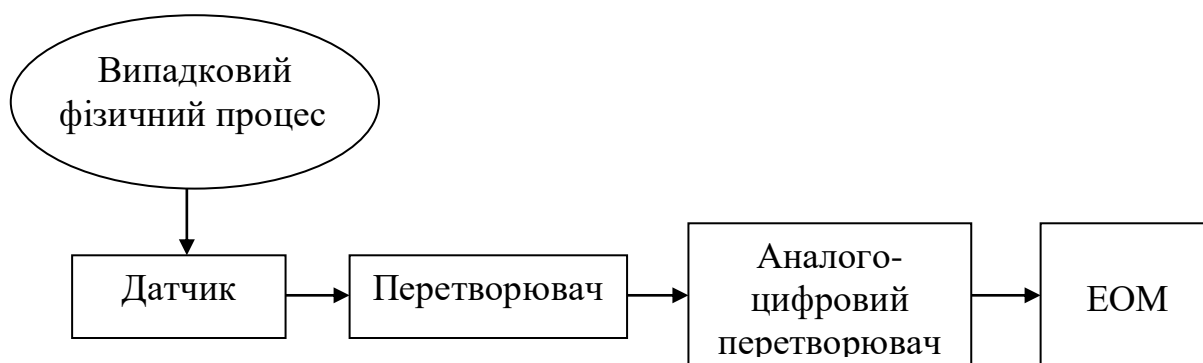 Випадковий
фізичний процес
Датчик
Перетворювач
Аналого-
цифровий
перетворювач
ЕОМ